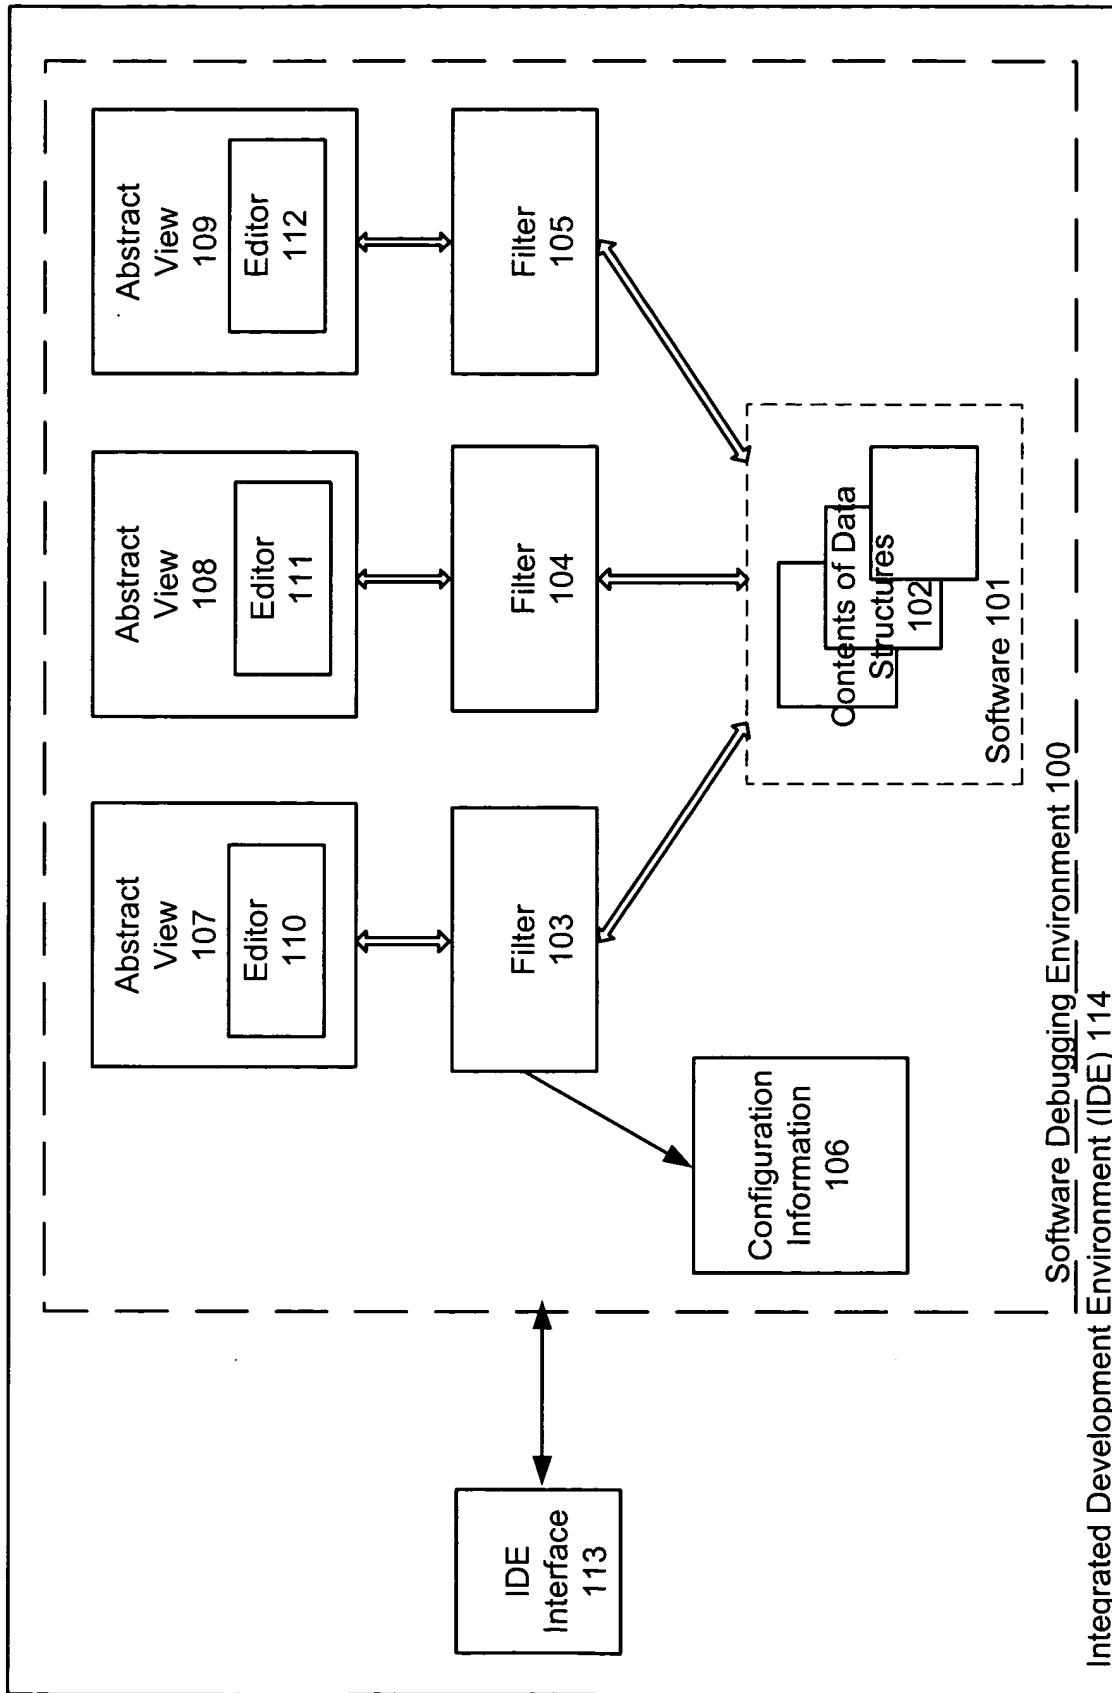 Abstract
View
107
Editor
110
Abstract
View
108
Editor
111
Abstract
View
109
Editor
112
Filter
103
Filter
104
Filter
105
IDE
Interface
113
Configuration
Information
106
Contents of Data
Structures
102
Software 101
Software Debugging Environment 100
Integrated Development Environment (IDE) 114